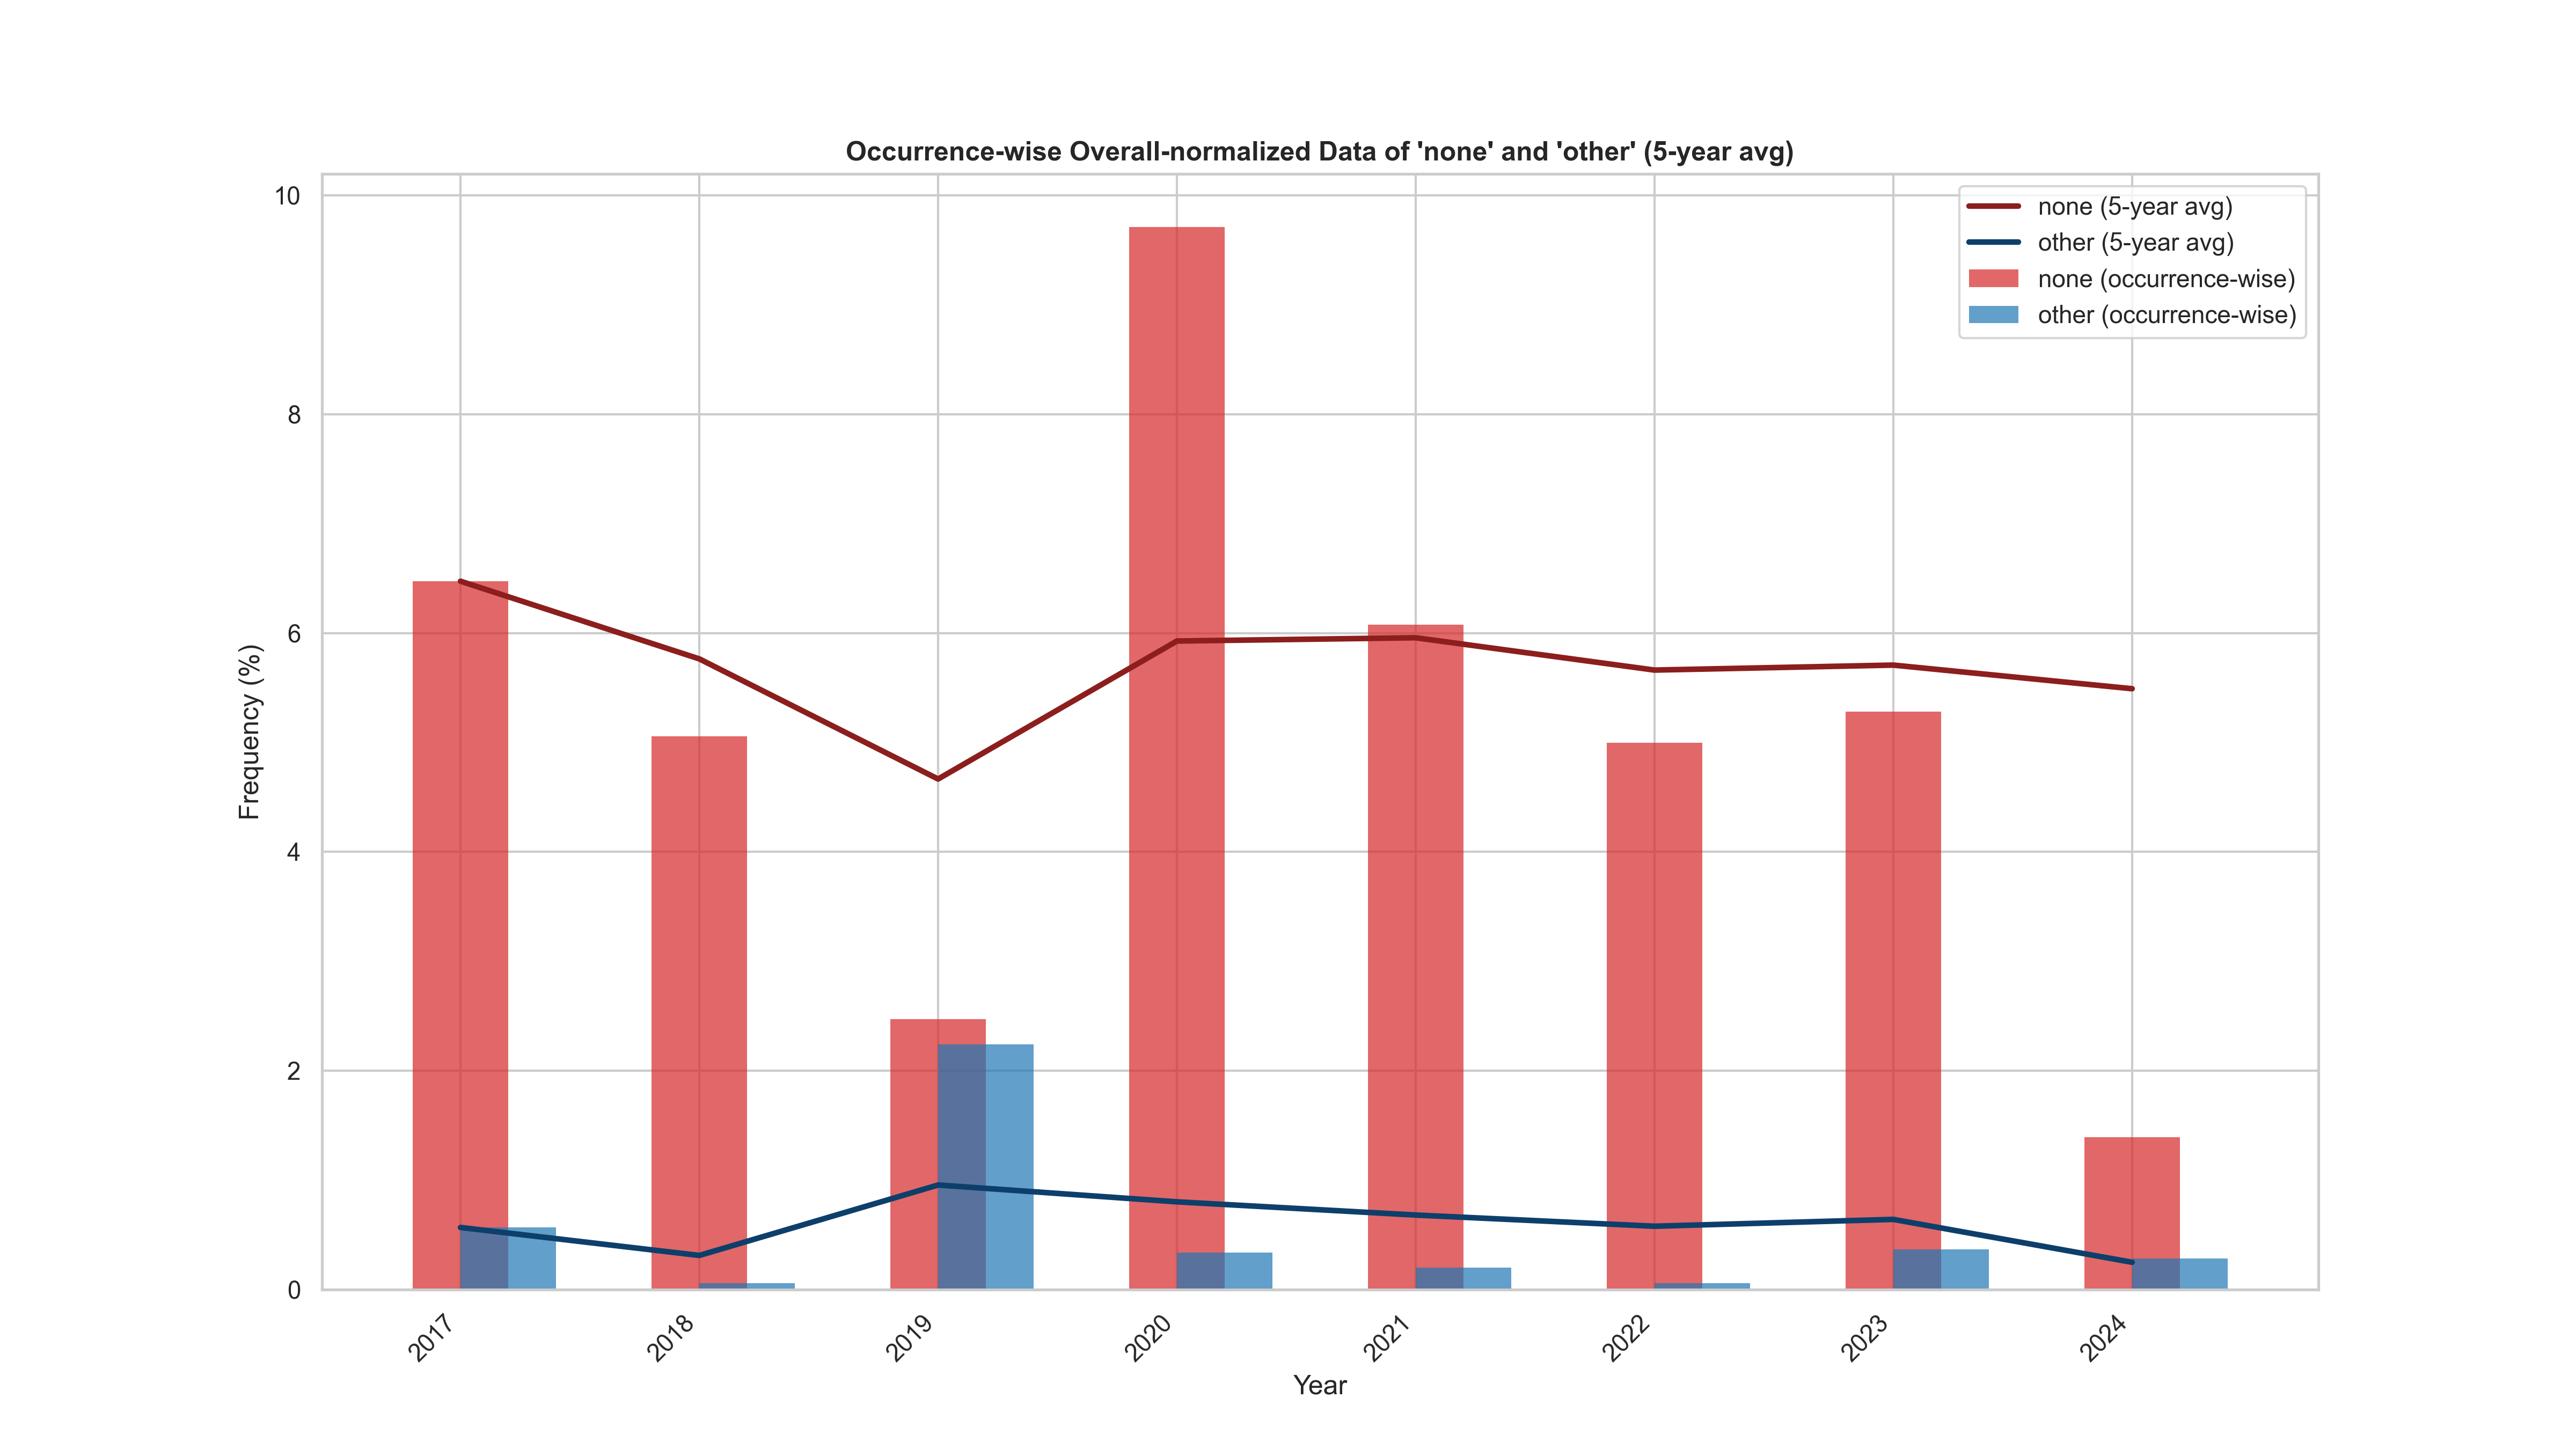 Occurrence-wise Overall-normalized Data of 'none' and 'other' (5-year avg)
none (5-year avg)
other (5-year avg)
none (occurrence-wise)
other (occurrence-wise)
Frequency (%)
10
8
6
4
2
0
2017
2018
2019
2020
2021
2022
2023
2024
Year